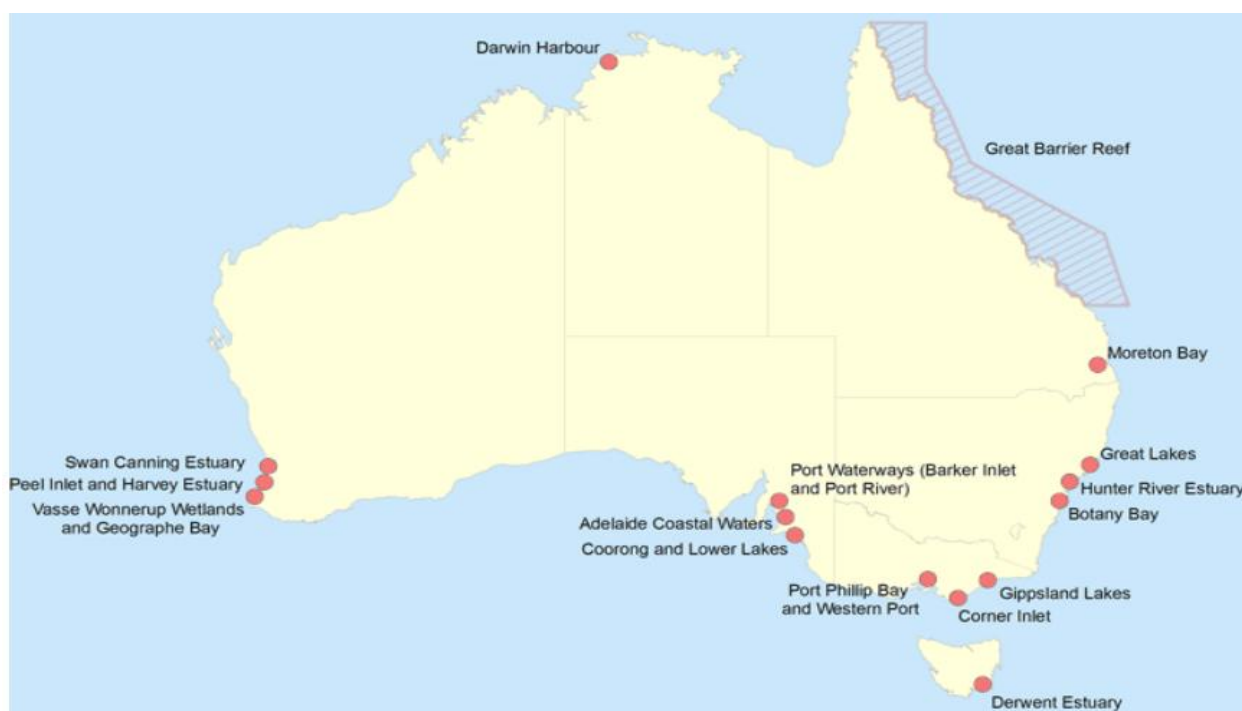 Darwin Harbour
Great Barrier Reef
Moreton Bay
Swan Canning Estuary
Peel Inlet and Harvey Estuary
Vasse Wonnerup Wetlands
and Geographe Bay
Port Waterways (Barker Inlet
and Port River)
Adelaide Coastal Waters
Coorong and Lower Lakes
Great Lakes
Hunter River Estuary
Botany Bay
Port Phillip Bay
and Western Port
Gippsland Lakes
Corner Inlet
Derwent Estuary